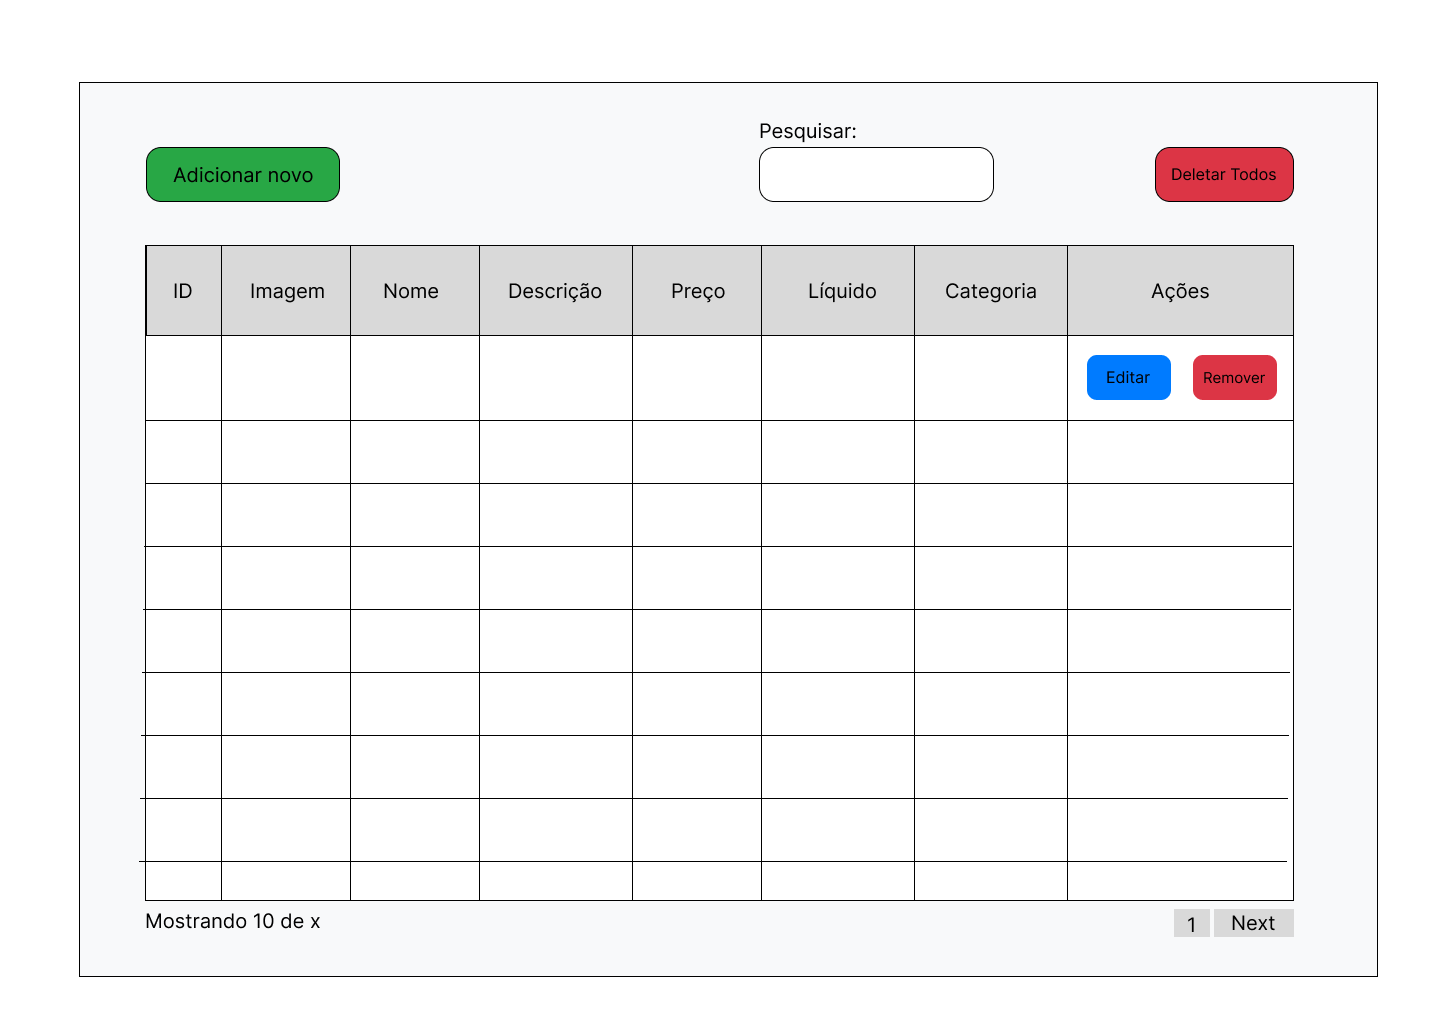 Pesquisar:
Adicionar novo
Deletar Todos
ID
Imagem
Nome
Descrição
Preço
Líquido
Categoria
Ações
Editar
Remover
Mostrando 10 de x
1
Next